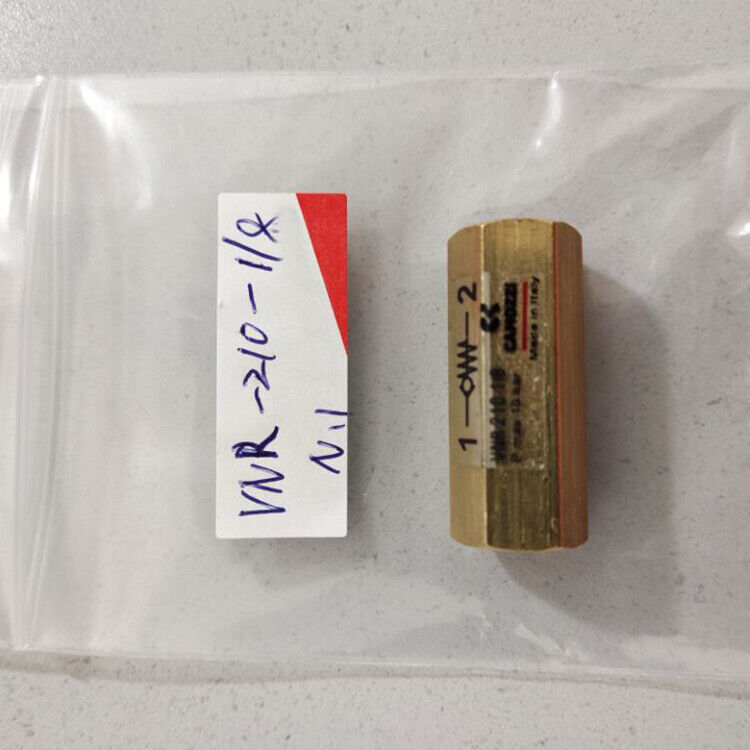 VNR-210-1/8
N.1
1
2
CAMOZZI
Made in Italy
VNR-210-1/8
P max 10 bar